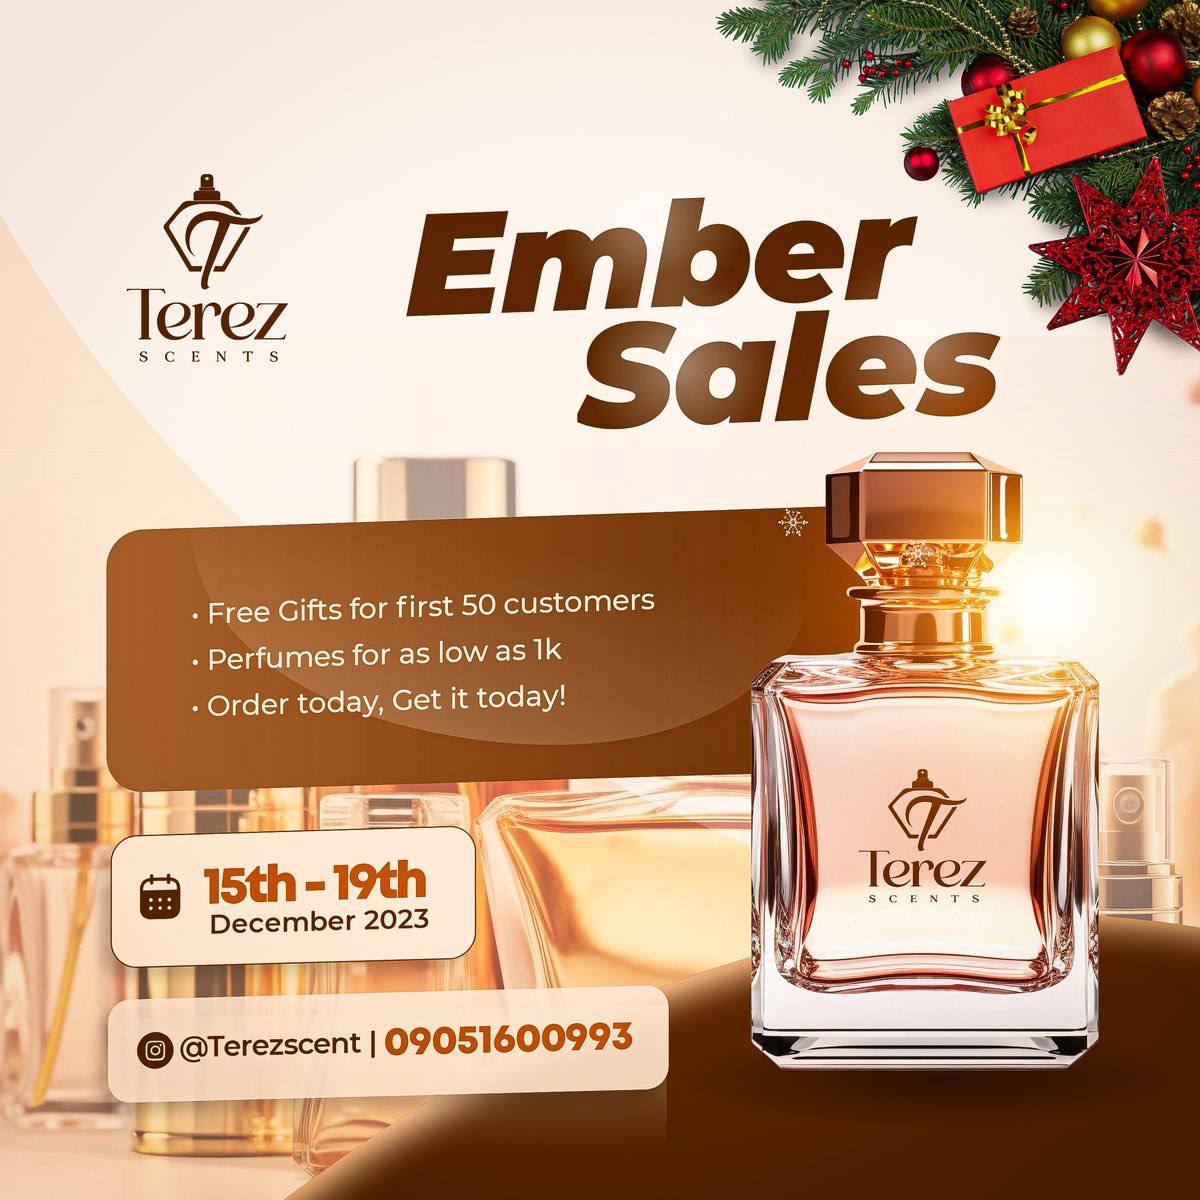 Terez
SCENTS
Ember
Sales
• Free Gifts for first 50 customers
• Perfumes for as low as 1k
• Order today, Get it today!
15th - 19th
December 2023
@Terezscent | 09051600993
Terez
SCENTS